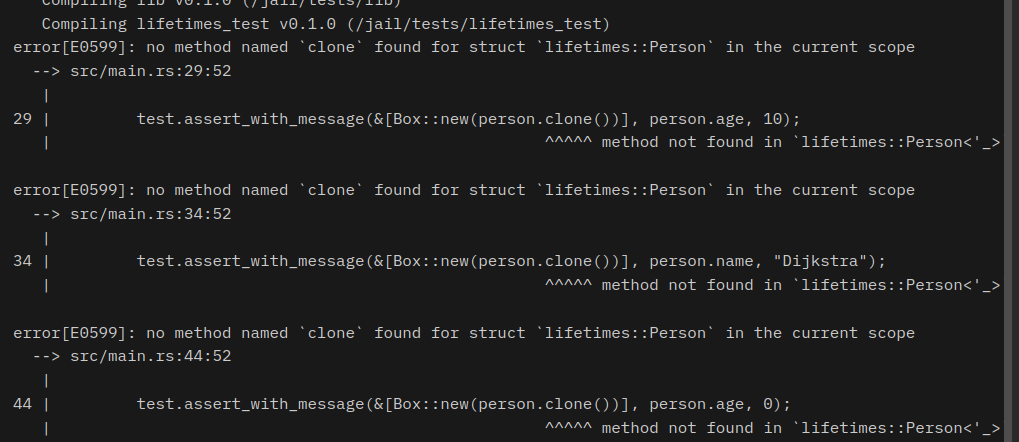 Compiling lib v0.1.0 (/jail/tests/lib)
Compiling lifetimes_test v0.1.0 (/jail/tests/lifetimes_test)
error[E0599]: no method named `clone` found for struct `lifetimes::Person` in the current scope
  --> src/main.rs:29:52
   |
29 |         test.assert_with_message(&[Box::new(person.clone())], person.age, 10);
   |                                                    ^^^^^ method not found in `lifetimes::Person<'_>

error[E0599]: no method named `clone` found for struct `lifetimes::Person` in the current scope
  --> src/main.rs:34:52
   |
34 |         test.assert_with_message(&[Box::new(person.clone())], person.name, "Dijkstra");
   |                                                    ^^^^^ method not found in `lifetimes::Person<'_>

error[E0599]: no method named `clone` found for struct `lifetimes::Person` in the current scope
  --> src/main.rs:44:52
   |
44 |         test.assert_with_message(&[Box::new(person.clone())], person.age, 0);
   |                                                    ^^^^^ method not found in `lifetimes::Person<'_>